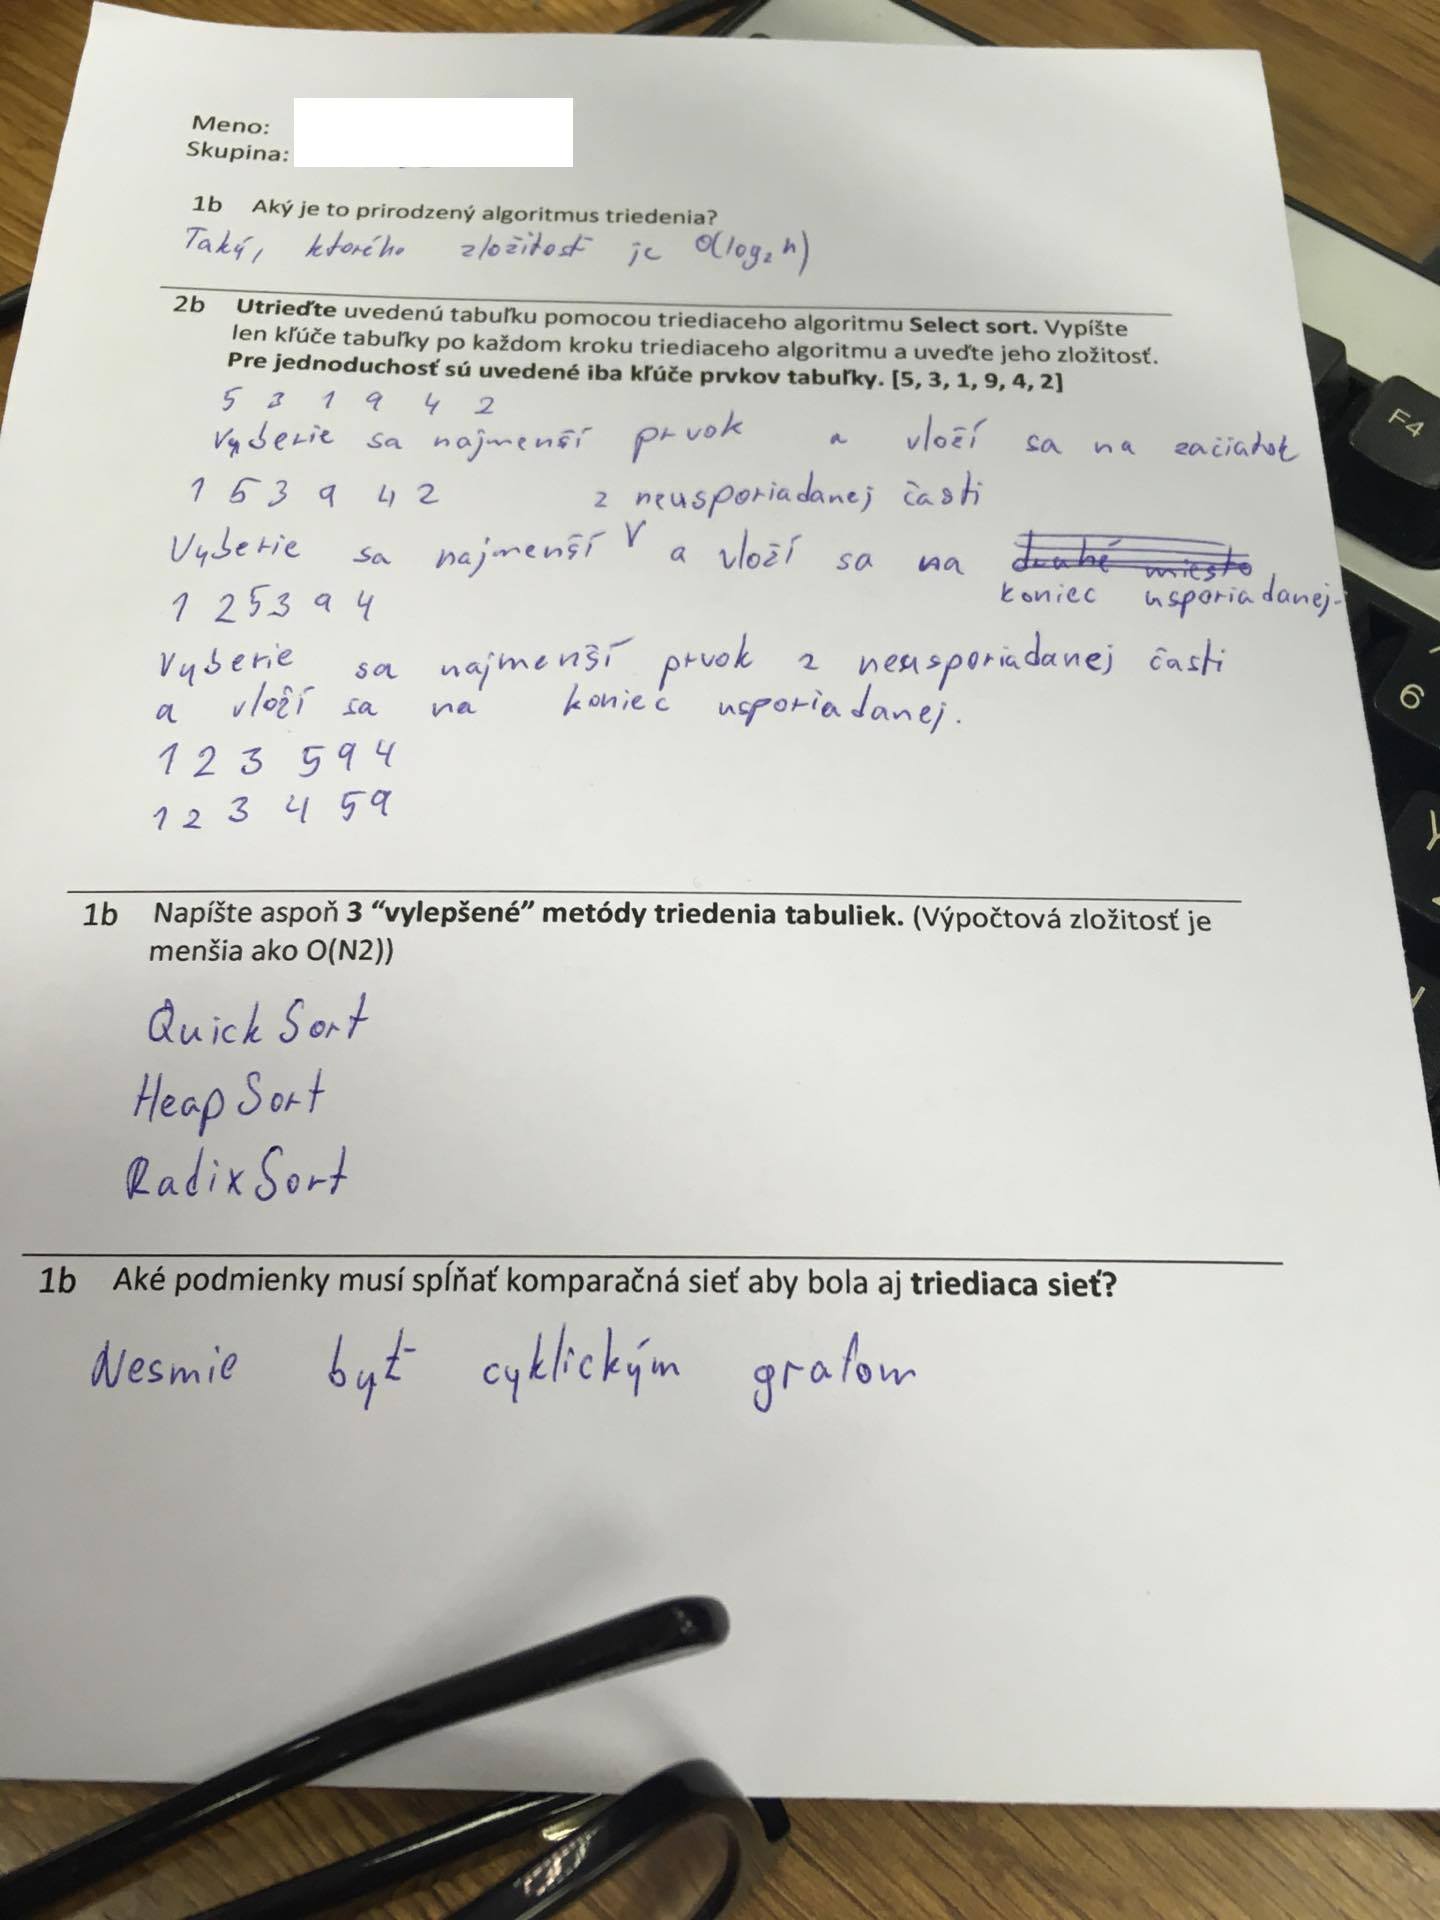 Meno:
Skupina:
1b Aký je to prirodzený algoritmus triedenia?
Taký, ktorého zložitosť je O(log₂ n)
2b Utrieďte uvedenú tabuľku pomocou triediaceho algoritmu Select sort. Vypíšte
len kľúče tabuľky po každom kroku triediaceho algoritmu a uveďte jeho zložitosť.
Pre jednoduchosť sú uvedené iba kľúče prvkov tabuľky. [5, 3, 1, 9, 4, 2]
5 3 1 9 4 2
Vyberie sa najmenší prvok a vloží sa na začiatok
1 5 3 9 4 2 z neusporiadanej časti
Vyberie sa najmenší V a vloží sa na druhé miesto
koniec usporiadanej.
1 2 5 3 9 4
Vyberie sa najmenší prvok z neusporiadanej časti
a vloží sa na koniec usporiadanej.
1 2 3 5 9 4
1 2 3 4 5 9
1b Napíšte aspoň 3 “vylepšené” metódy triedenia tabuliek. (Výpočtová zložitosť je
menšia ako O(N2))
QuickSort
HeapSort
RadixSort
1b Aké podmienky musí spĺňať komparačná sieť aby bola aj triediaca sieť?
Nesmie byť cyklickým grafom
F4
6
Y